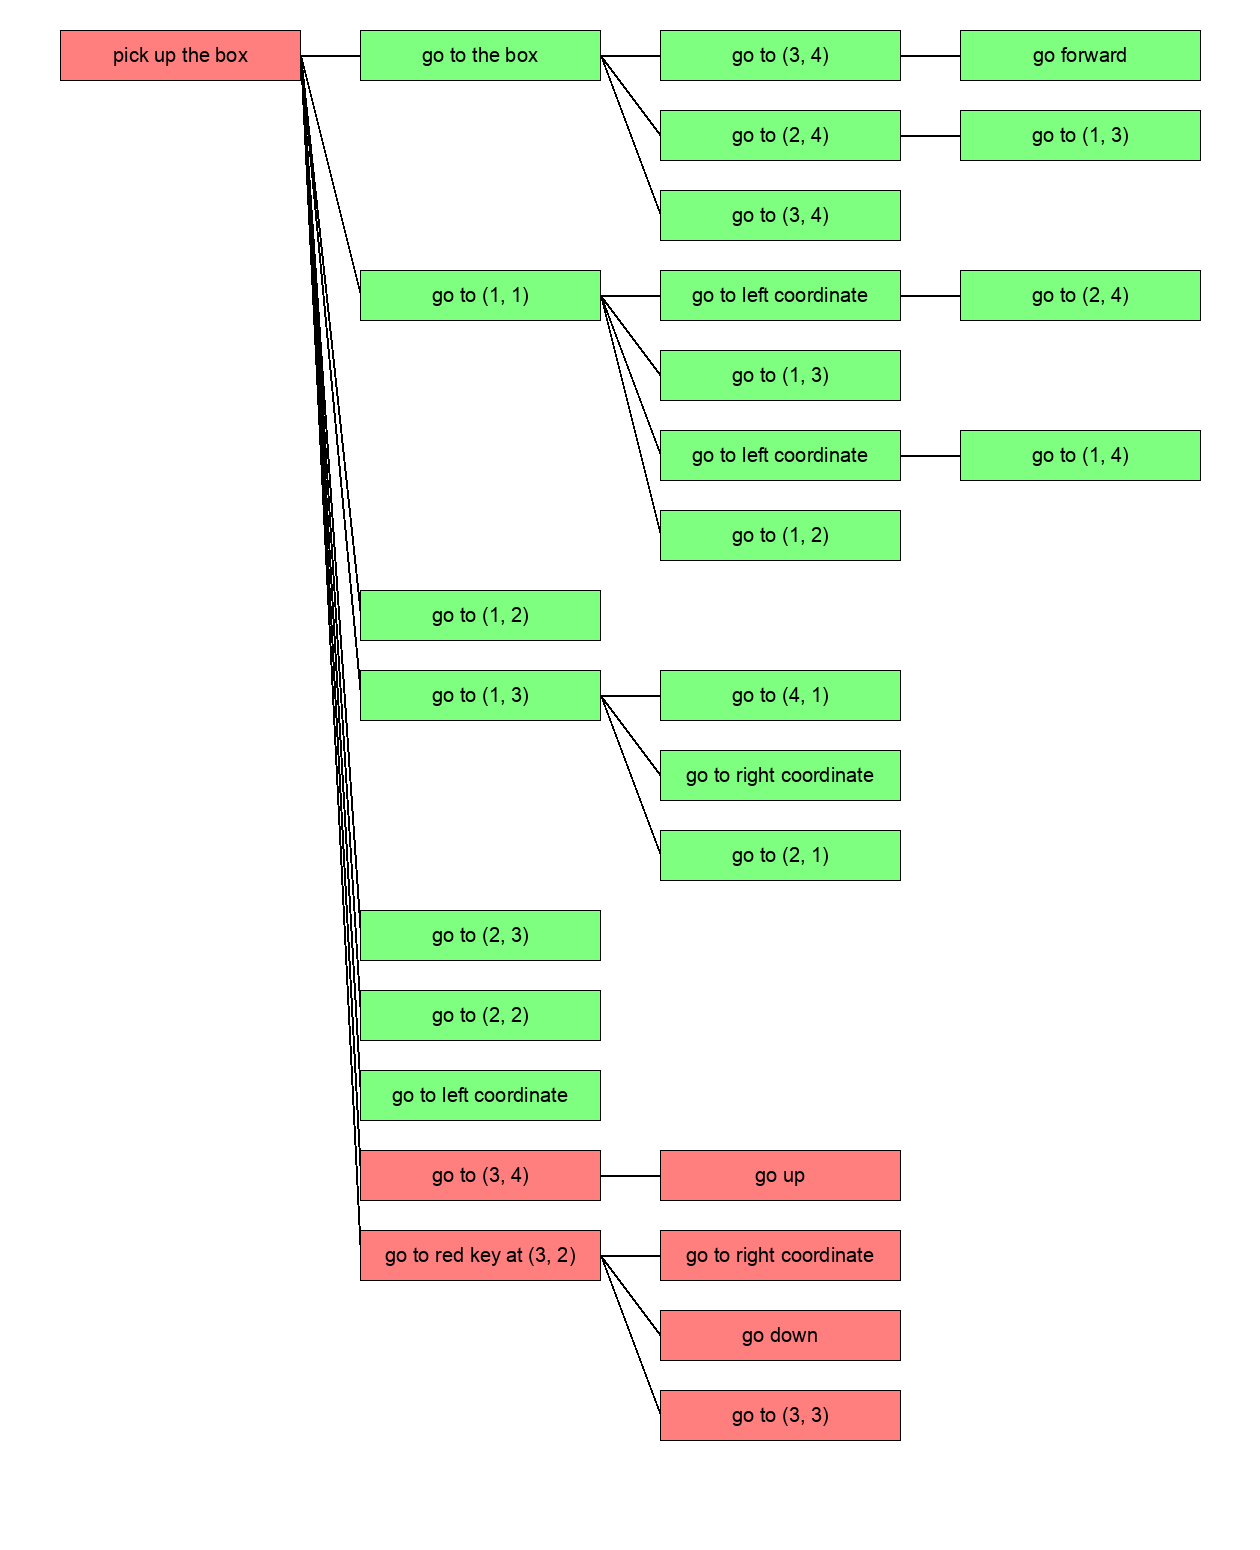 pick up the box
go to the box
go to (3, 4)
go forward
go to (2, 4)
go to (1, 3)
go to (3, 4)
go to (1, 1)
go to left coordinate
go to (2, 4)
go to (1, 3)
go to left coordinate
go to (1, 4)
go to (1, 2)
go to (1, 2)
go to (1, 3)
go to (4, 1)
go to right coordinate
go to (2, 1)
go to (2, 3)
go to (2, 2)
go to left coordinate
go to (3, 4)
go up
go to red key at (3, 2)
go to right coordinate
go down
go to (3, 3)